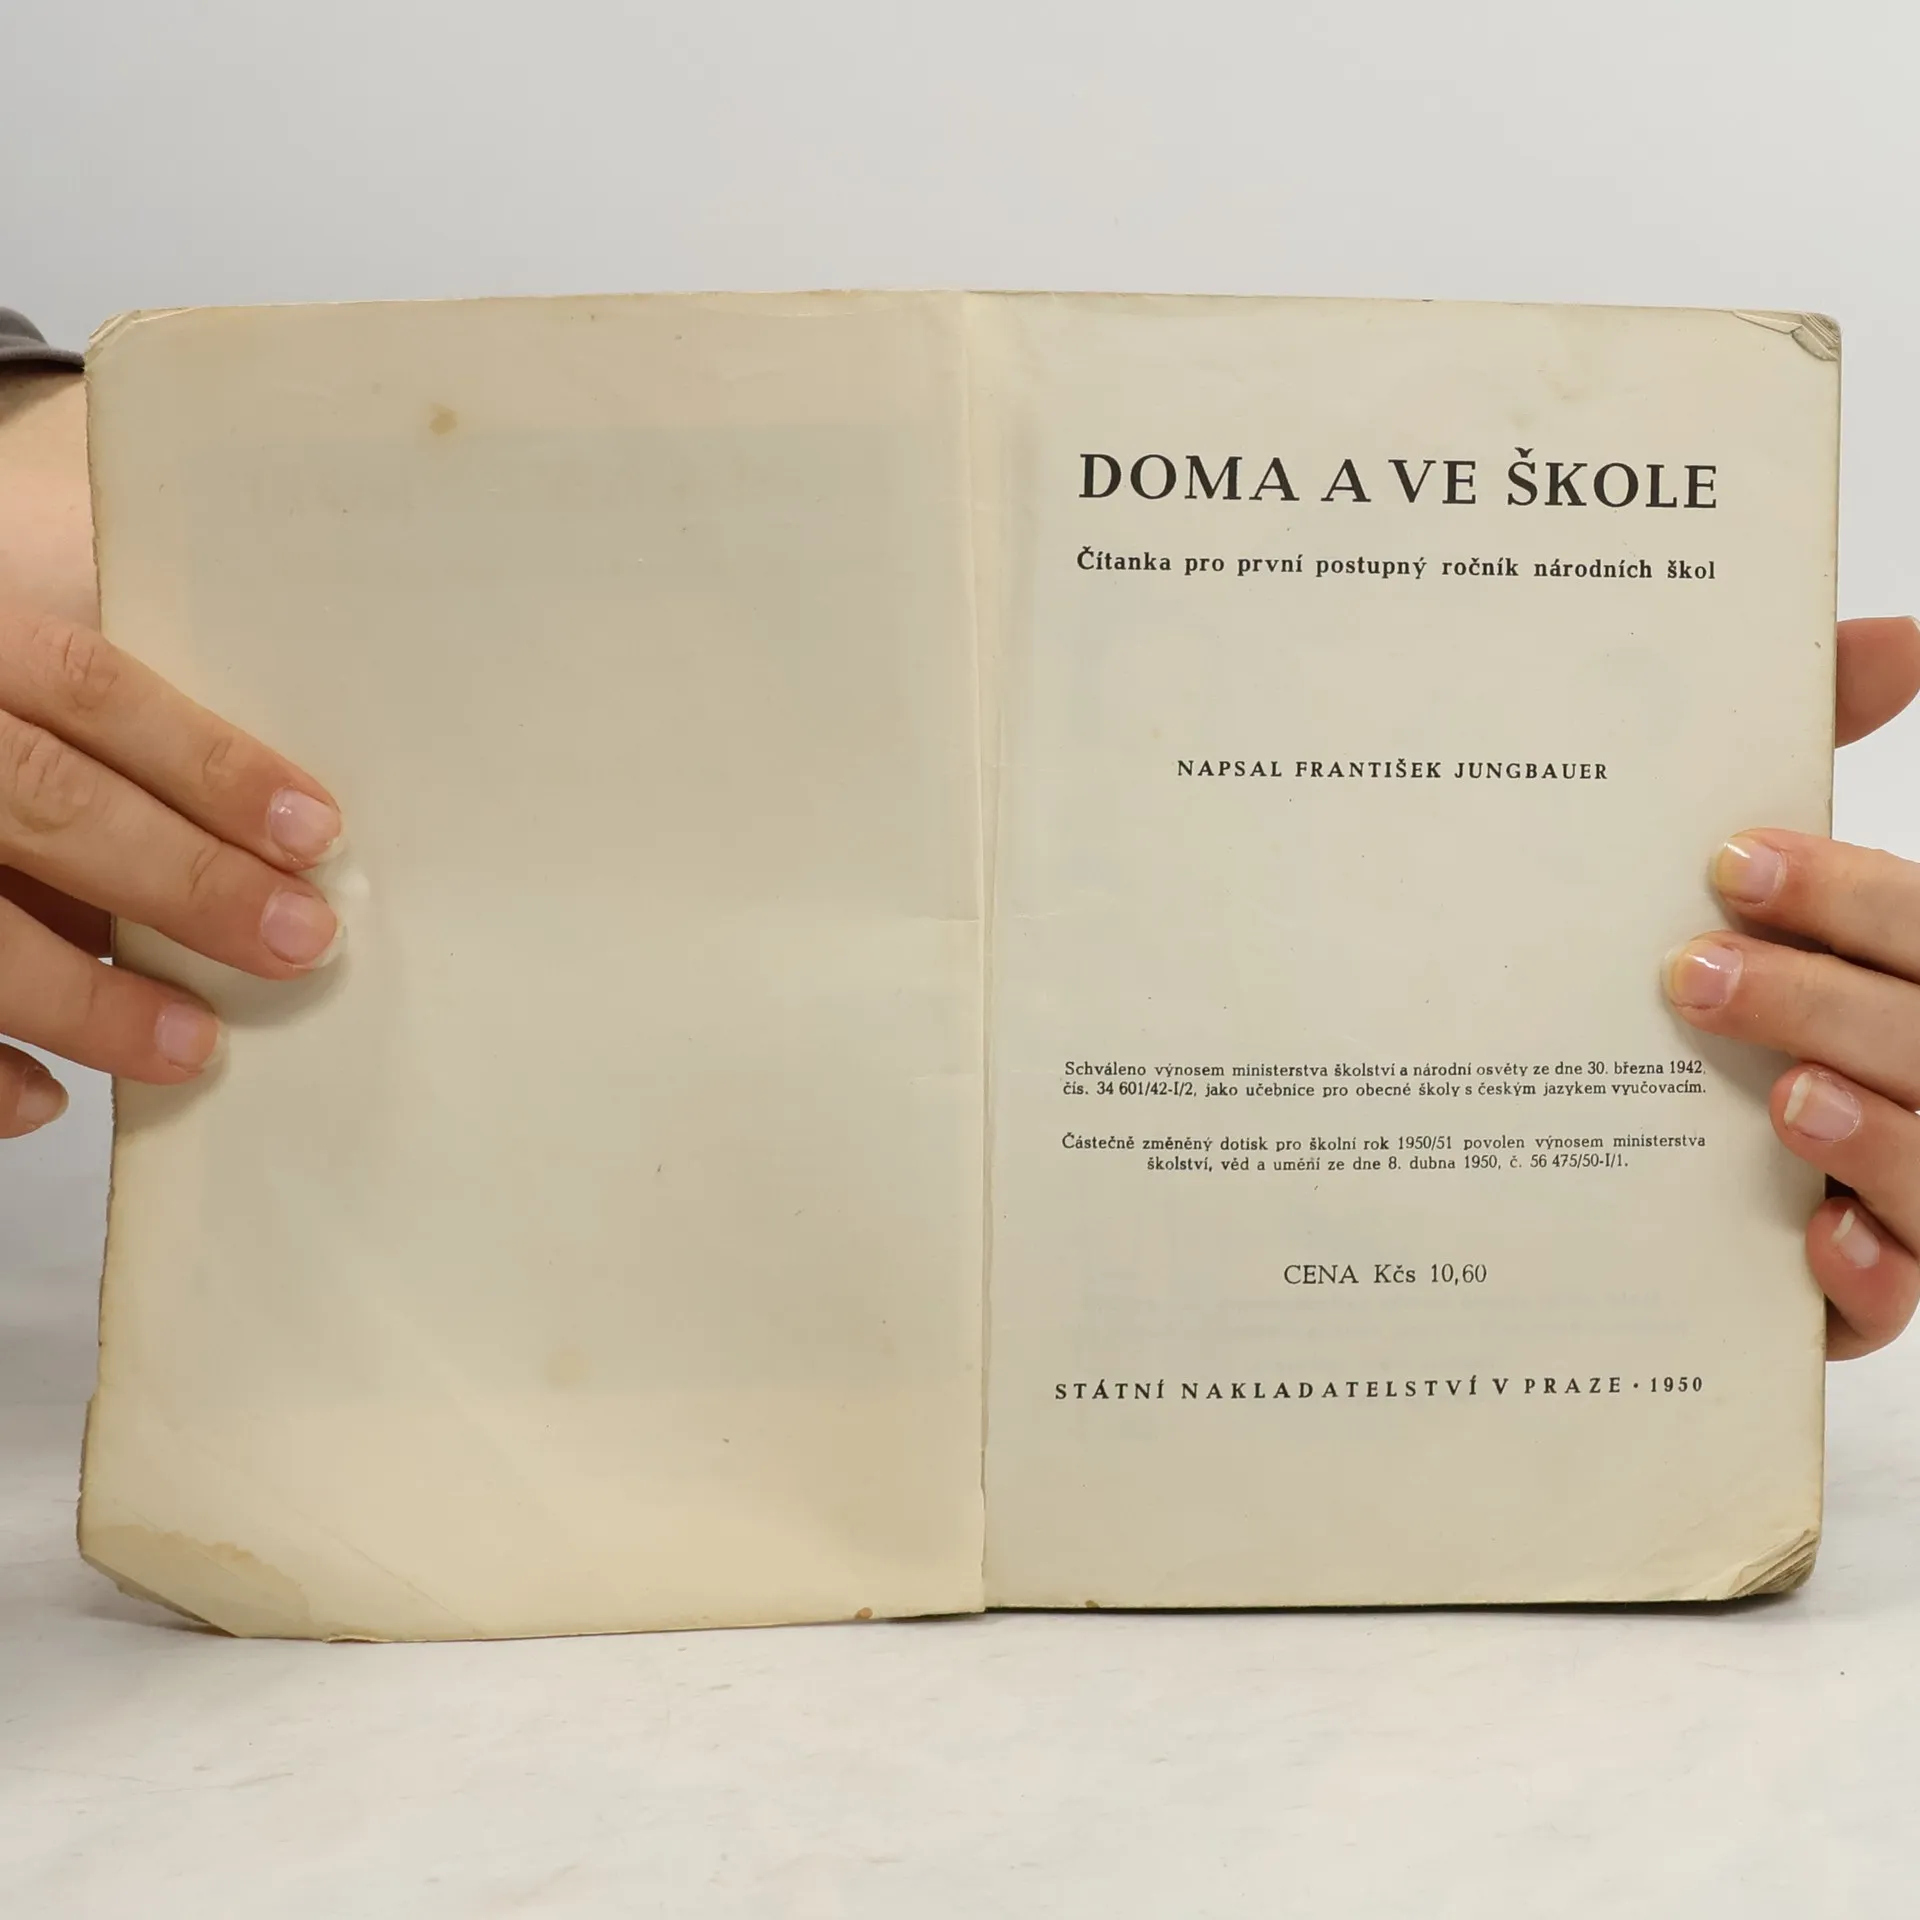 DOMA A VE ŠKOLE
Čítanka pro první postupný ročník národních škol
NAPSAL FRANTIŠEK JUNGBAUER
Schváleno výnosem ministerstva školství a národní osvěty ze dne 30. března 1942,
čís. 34 601/42-I/2, jako učebnice pro obecné školy s českým jazykem vyučovacím.
Částečně změněný dotisk pro školní rok 1950/51 povolen výnosem ministerstva
školství, věd a umění ze dne 8. dubna 1950, č. 56 475/50-I/1.
CENA Kčs 10,60
STÁTNÍ NAKLADATELSTVÍ V PRAZE · 1950